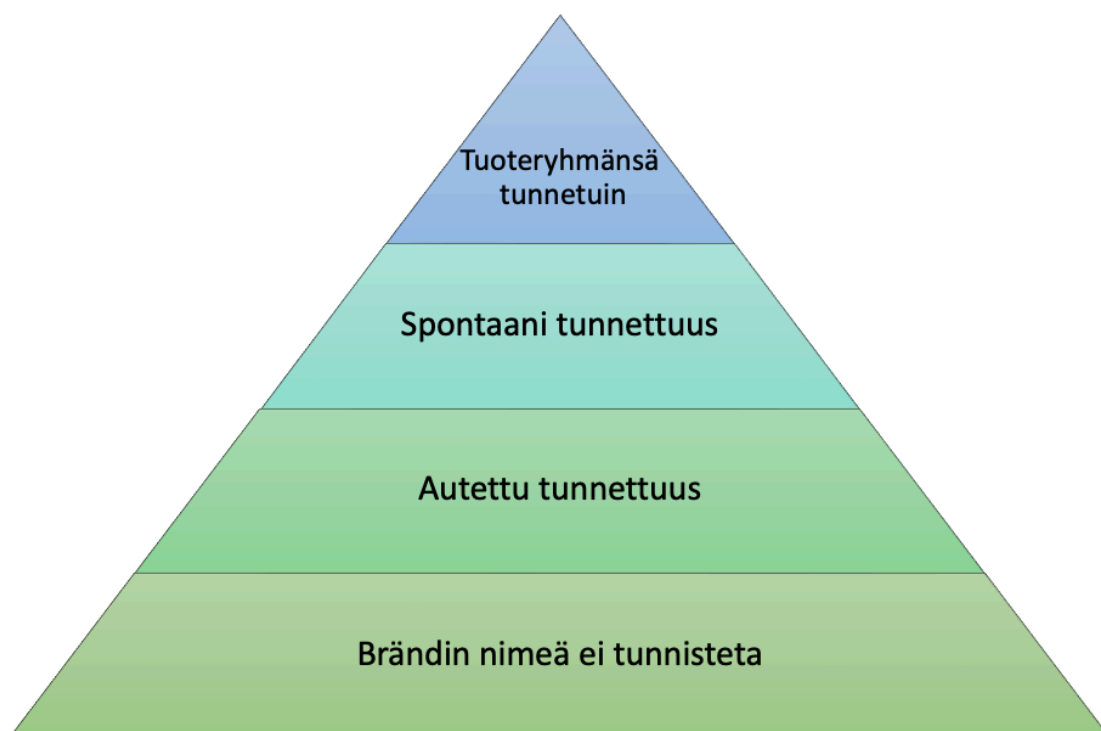 Tuoteryhmänsä
tunnetuin
Spontaani tunnettuus
Autettu tunnettuus
Brändin nimeä ei tunnisteta